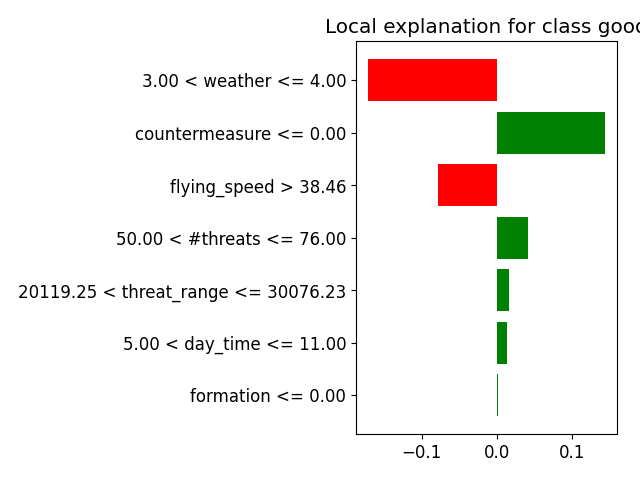 Local explanation for class good
3.00 < weather <= 4.00
countermeasure <= 0.00
flying_speed > 38.46
50.00 < #threats <= 76.00
20119.25 < threat_range <= 30076.23
5.00 < day_time <= 11.00
formation <= 0.00
−0.1 0.0 0.1